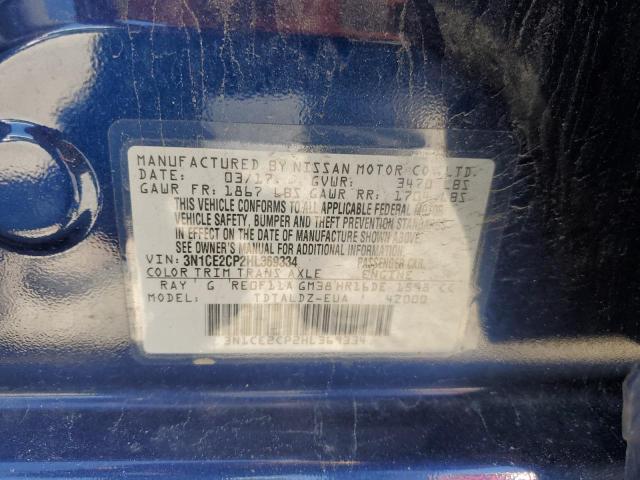 MANUFACTURED BY NISSAN MOTOR CO., LTD.
DATE: 03/17 GVWR: 3470 LBS
GAWR FR: 1867 LBS GAWR RR: LBS
THIS VEHICLE CONFORMS TO ALL APPLICABLE FEDERAL MOTOR
VEHICLE SAFETY, BUMPER AND THEFT PREVENTION STANDARDS
IN EFFECT ON THE DATE OF MANUFACTURE SHOWN ABOVE.
SEE OWNER'S MANUAL FOR ADDITIONAL INFORMATION.
VIN: 3N1CE2CP2HL369334 PASSENGER CAR
COLOR TRIM TRANS AXLE ENGINE
RAY G RE0F11A GM38 HR16DE 1598 CC
MODEL: TDTALDZ-EUA 42000
3N1CE2CP2HL369334